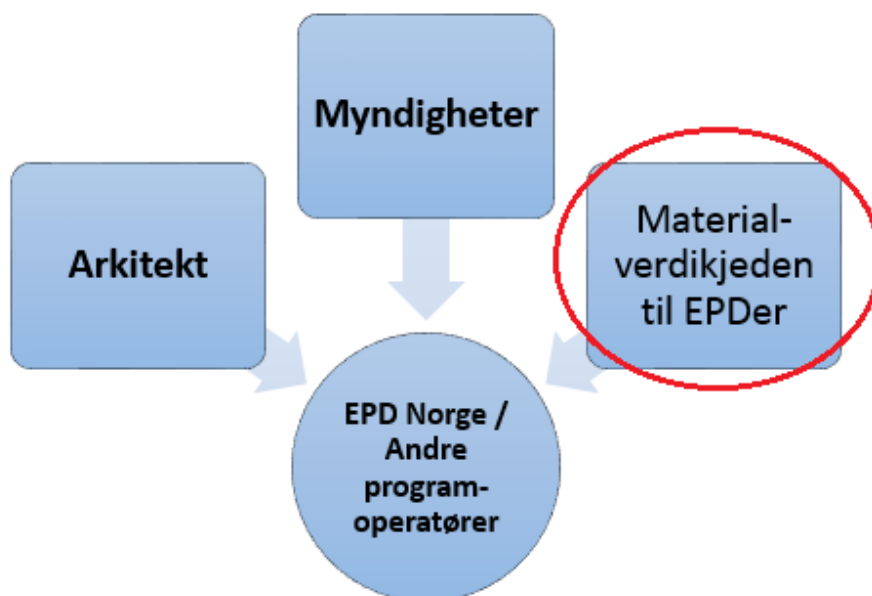 Myndigheter
Arkitekt
Material-
verdikjeden
til EPDer
EPD Norge /
Andre
program-
operatører